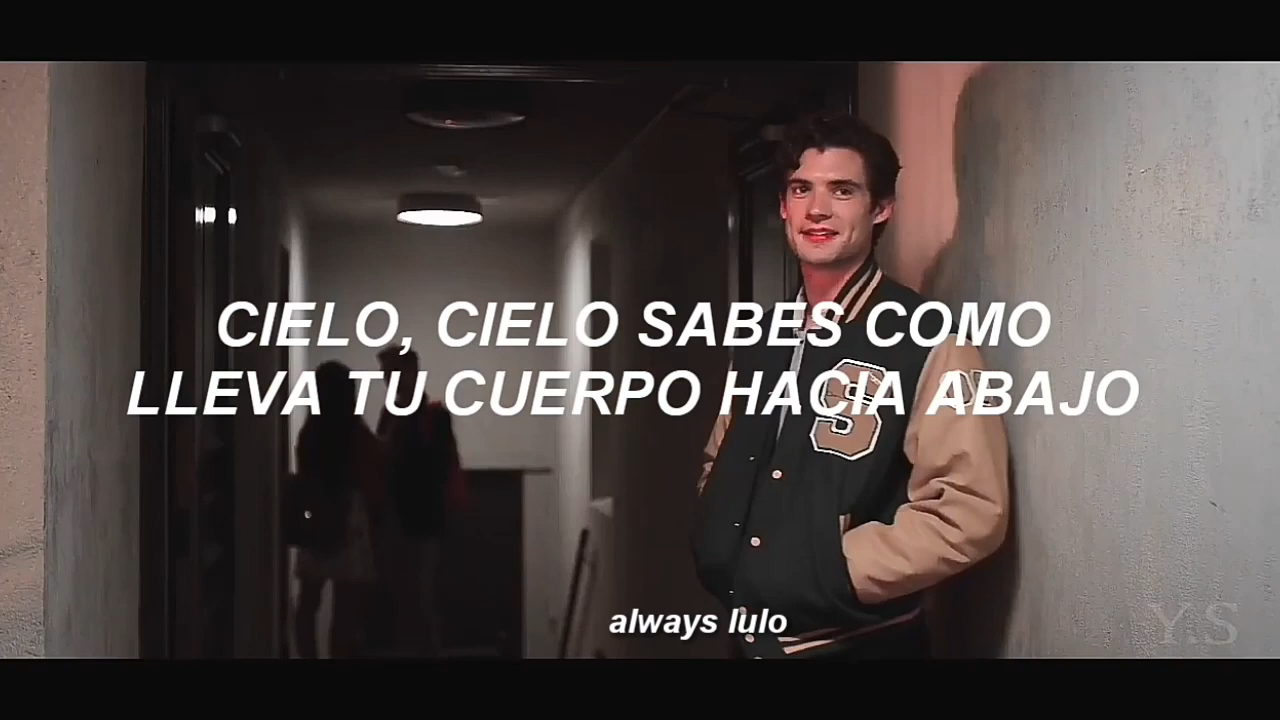 CIELO, CIELO SABES COMO
LLEVA TU CUERPO HACIA ABAJO
S
always lulo
Y.S